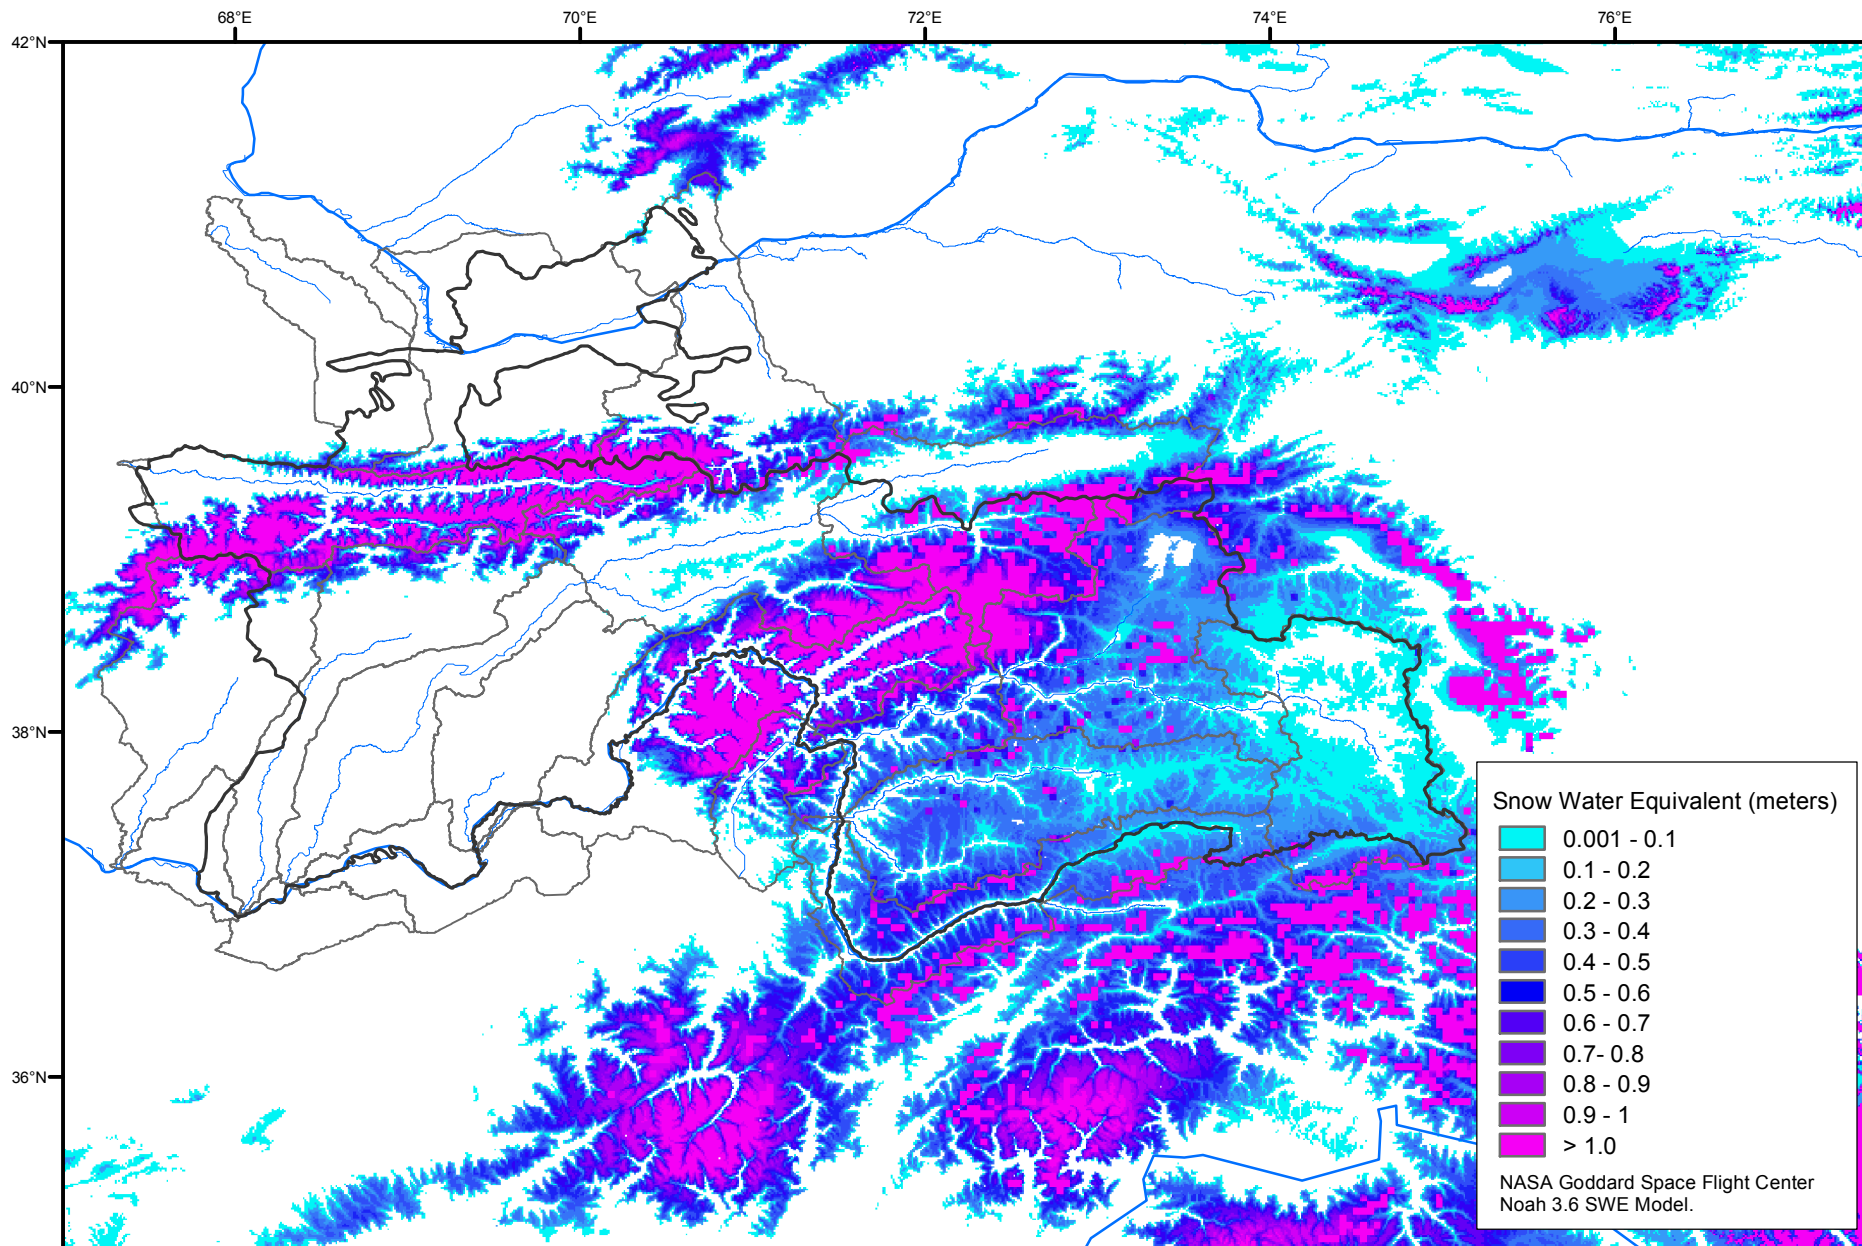 68°E
70°E
72°E
74°E
76°E
42°N
40°N
38°N
36°N
Snow Water Equivalent (meters)
0.001 - 0.1
0.1 - 0.2
0.2 - 0.3
0.3 - 0.4
0.4 - 0.5
0.5 - 0.6
0.6 - 0.7
0.7- 0.8
0.8 - 0.9
0.9 - 1
> 1.0
NASA Goddard Space Flight Center
Noah 3.6 SWE Model.